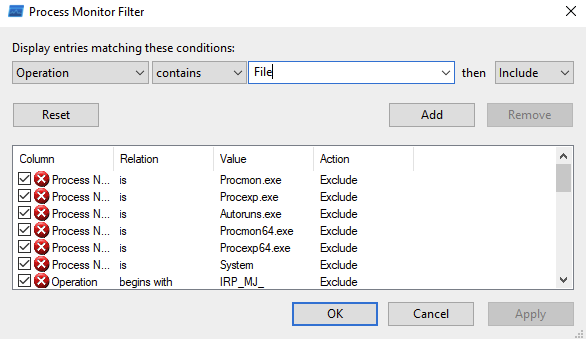 Process Monitor Filter
Display entries matching these conditions:
Operation contains File then Include
Reset Add Remove
Column Relation Value Action
Process N... is Procmon.exe Exclude
Process N... is Procexp.exe Exclude
Process N... is Autoruns.exe Exclude
Process N... is Procmon64.exe Exclude
Process N... is Procexp64.exe Exclude
Process N... is System Exclude
Operation begins with IRP_MJ_ Exclude
OK Cancel Apply